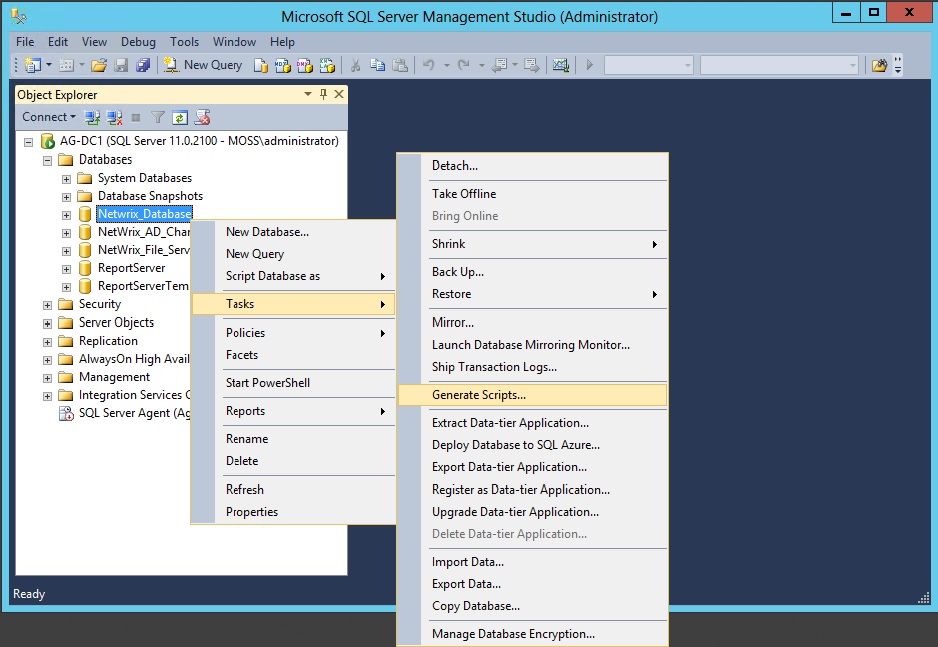 Microsoft SQL Server Management Studio (Administrator)
File Edit View Debug Tools Window Help
New Query
Object Explorer
Connect
AG-DC1 (SQL Server 11.0.2100 - MOSS\administrator)
Databases
System Databases
Database Snapshots
Netwrix_Database
NetWrix_AD_Char
NetWrix_File_Serv
ReportServer
ReportServerTem
Security
Server Objects
Replication
AlwaysOn High Avail
Management
Integration Services C
SQL Server Agent (Ag
New Database...
New Query
Script Database as
Tasks
Policies
Facets
Start PowerShell
Reports
Rename
Delete
Refresh
Properties
Detach...
Take Offline
Bring Online
Shrink
Back Up...
Restore
Mirror...
Launch Database Mirroring Monitor...
Ship Transaction Logs...
Generate Scripts...
Extract Data-tier Application...
Deploy Database to SQL Azure...
Export Data-tier Application...
Register as Data-tier Application...
Upgrade Data-tier Application...
Delete Data-tier Application...
Import Data...
Export Data...
Copy Database...
Manage Database Encryption...
Ready